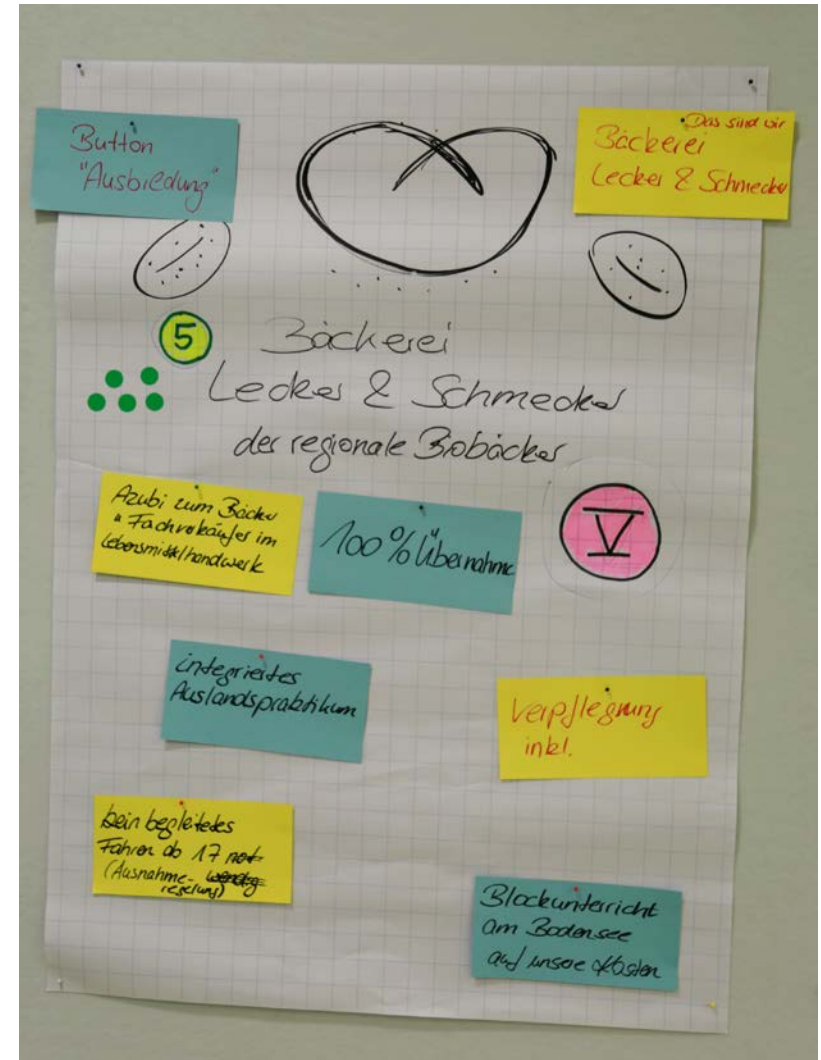 Button
"Ausbildung"
Das sind wir
Bäckerei
Lecker & Schmecker
5
Bäckerei
Lecker & Schmecker
der regionale Biobäcker
Azubi zum Bäcker
" Fachverkäufer im
Lebensmittelhandwerk
100% Übernahme
V
integriertes
Auslandspraktikum
Verpflegung
inkl.
kein begleitetes
Fahren ab 17 not-
(Ausnahme- wendig
regelung)
Blockunterricht
am Bodensee
auf unsere Kosten